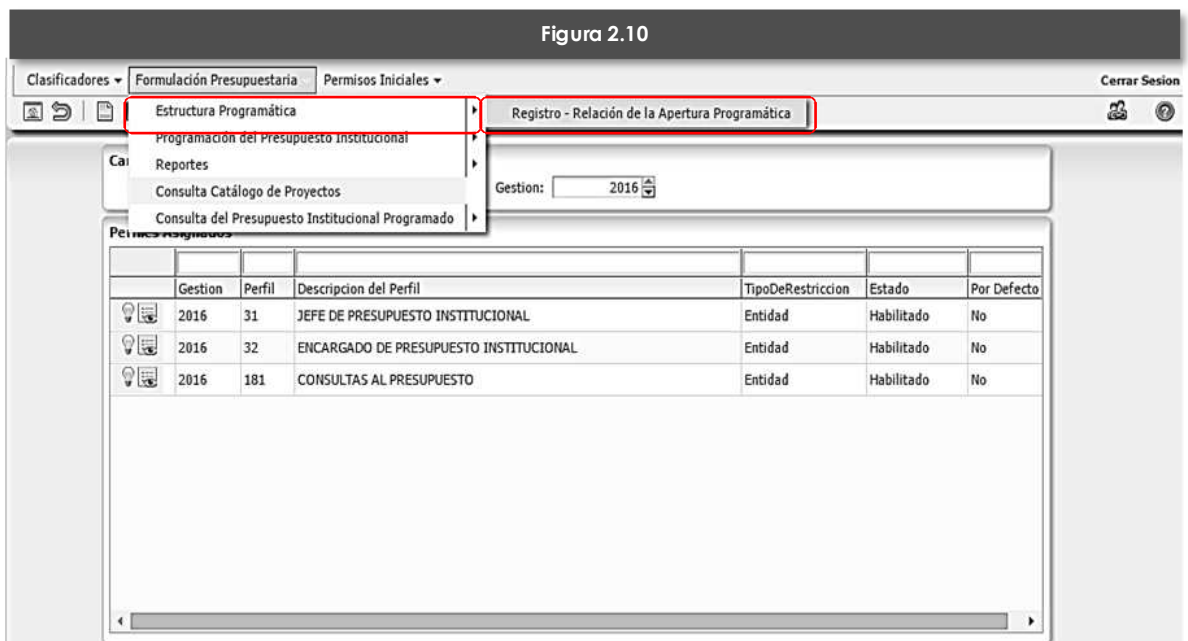 Figura 2.10
Clasificadores Formulación Presupuestaria Permisos Iniciales Cerrar Sesion
Estructura Programática Registro - Relación de la Apertura Programática
Programación del Presupuesto Institucional
Reportes
Consulta Catálogo de Proyectos Gestion: 2016
Consulta del Presupuesto Institucional Programado
Perfiles Asignados
Gestion Perfil Descripcion del Perfil TipoDeRestriccion Estado Por Defecto
2016 31 JEFE DE PRESUPUESTO INSTITUCIONAL Entidad Habilitado No
2016 32 ENCARGADO DE PRESUPUESTO INSTITUCIONAL Entidad Habilitado No
2016 181 CONSULTAS AL PRESUPUESTO Entidad Habilitado No